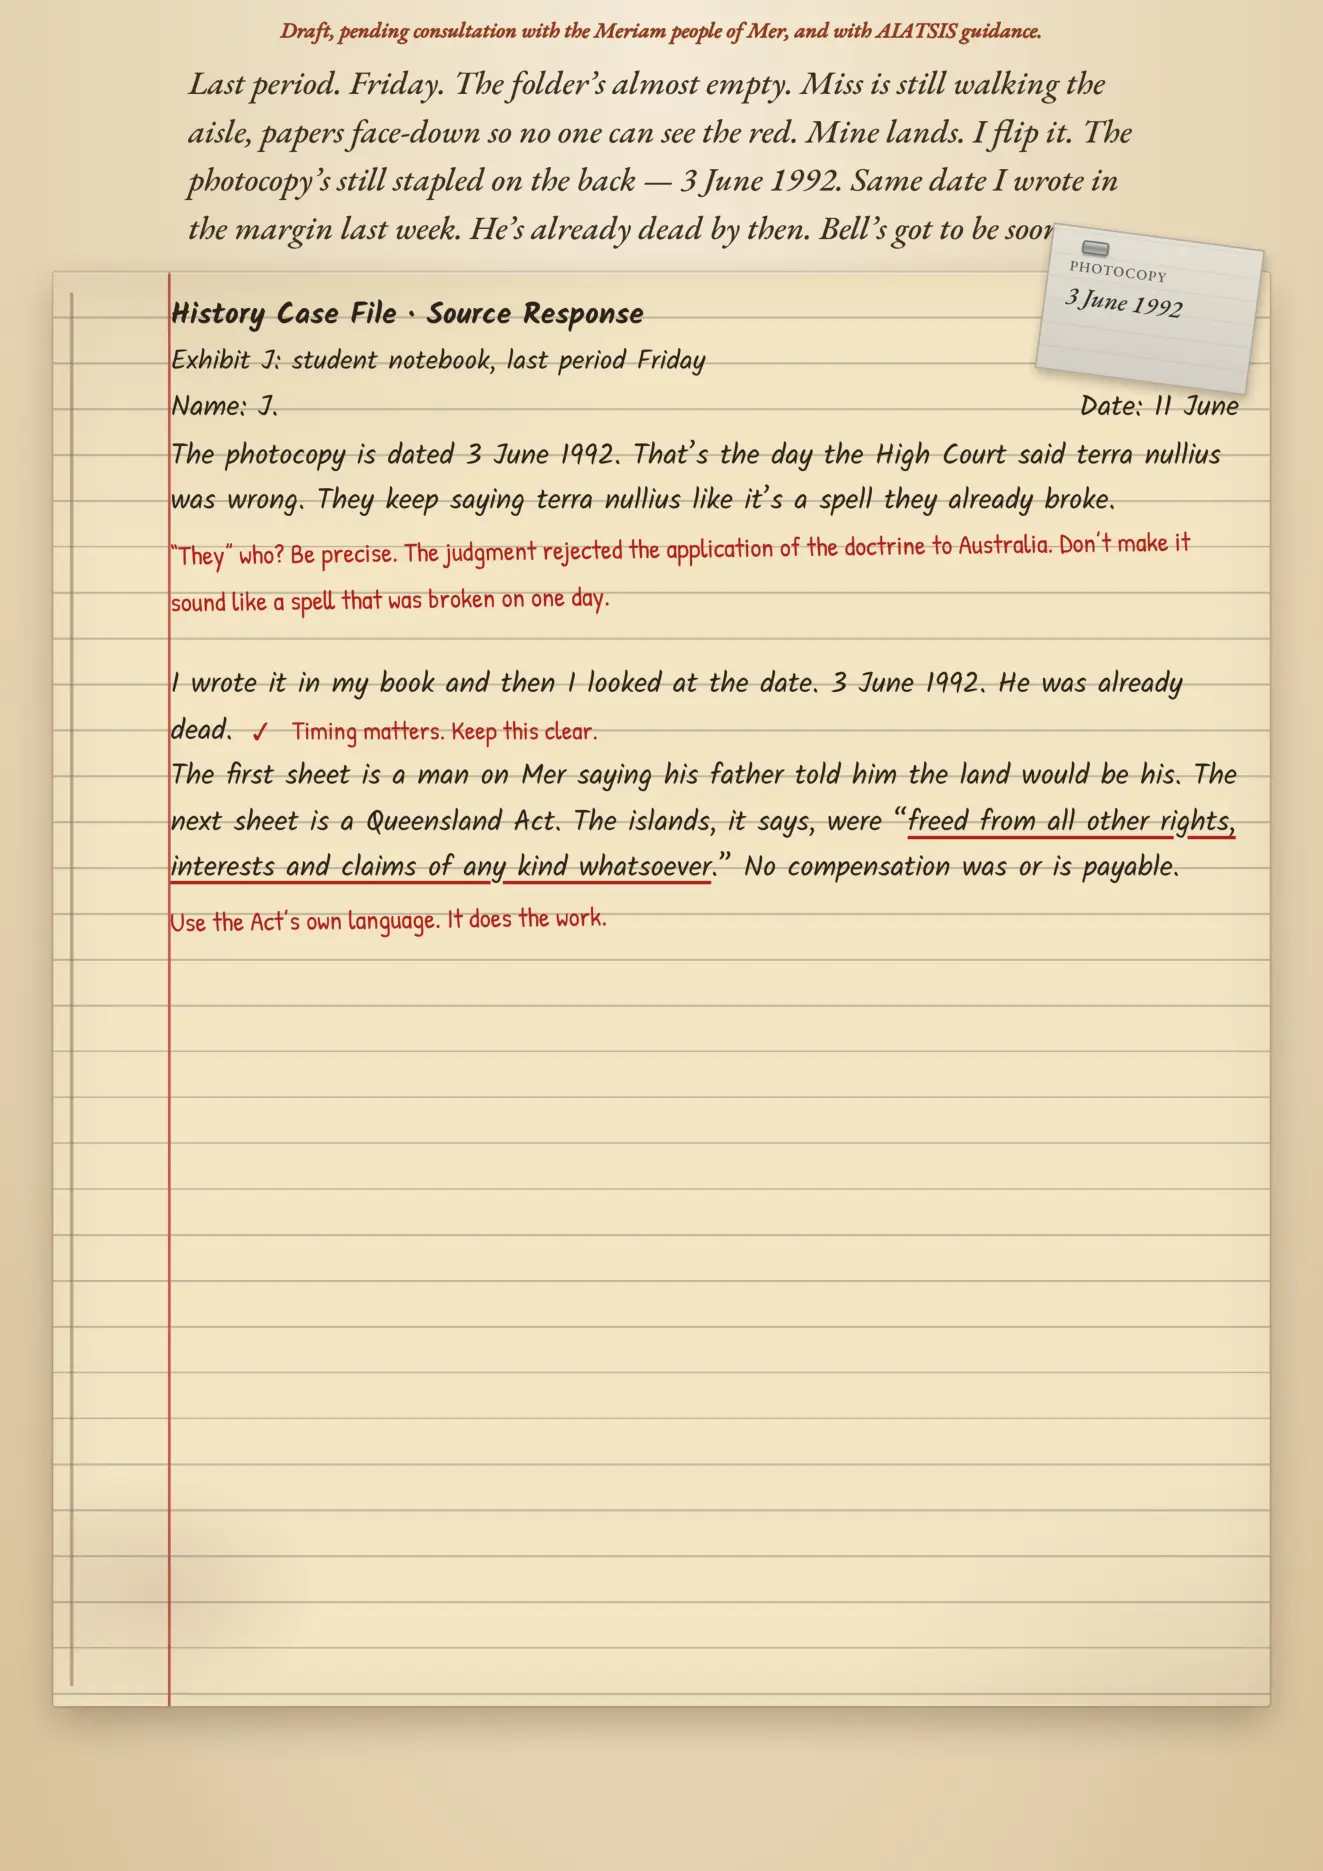 Draft, pending consultation with the Meriam people of Mer, and with AIATSIS guidance.
Last period. Friday. The folder’s almost empty. Miss is still walking the
aisle, papers face-down so no one can see the red. Mine lands. I flip it. The
photocopy’s still stapled on the back — 3 June 1992. Same date I wrote in
the margin last week. He’s already dead by then. Bell’s got to be
PHOTOCOPY
3 June 1992
History Case File · Source Response
Exhibit J: student notebook, last period Friday
Name: J. Date: 11 June
The photocopy is dated 3 June 1992. That’s the day the High Court said terra nullius
was wrong. They keep saying terra nullius like it’s a spell they already broke.
“They” who? Be precise. The judgment rejected the application of the doctrine to Australia. Don’t make it
sound like a spell that was broken on one day.
I wrote it in my book and then I looked at the date. 3 June 1992. He was already
dead. ✓ Timing matters. Keep this clear.
The first sheet is a man on Mer saying his father told him the land would be his. The
next sheet is a Queensland Act. The islands, it says, were “freed from all other rights,
interests and claims of any kind whatsoever.” No compensation was or is payable.
Use the Act’s own language. It does the work.